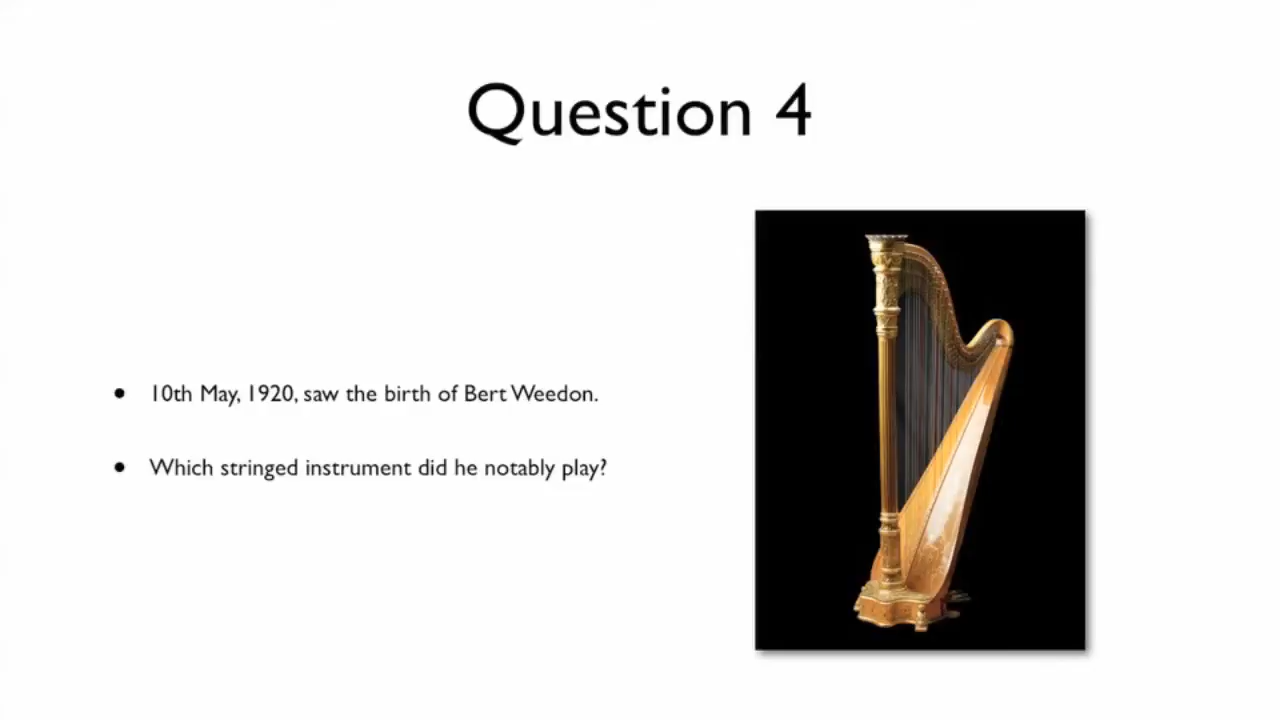 Question 4
• 10th May, 1920, saw the birth of Bert Weedon.
• Which stringed instrument did he notably play?